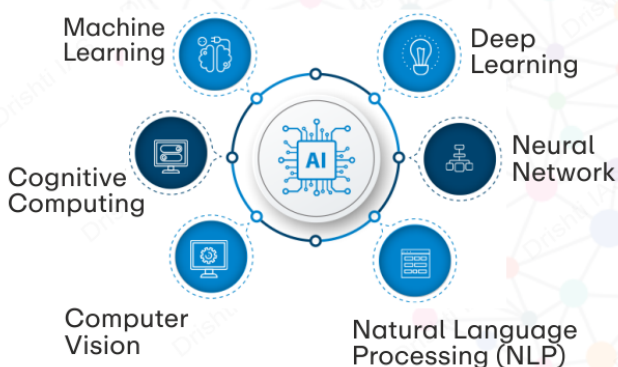 Machine
Learning
Deep
Learning
AI
Cognitive
Computing
Neural
Network
Computer
Vision
Natural Language
Processing (NLP)